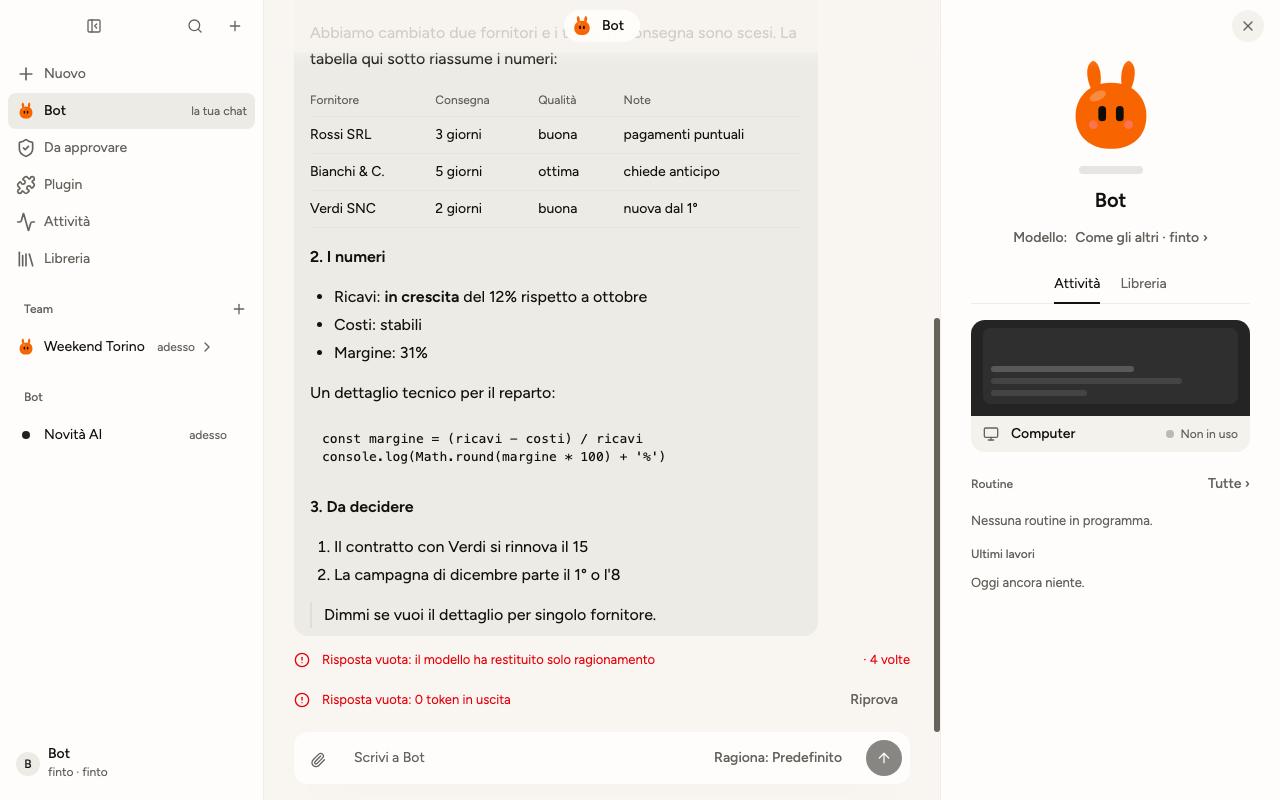 Nuovo
Bot
la tua chat
Da approvare
Plugin
Attività
Libreria
Team
Weekend Torino
adesso
Bot
Novità AI
adesso
B
Bot
finto · finto
Bot
Abbiamo cambiato due fornitori e i onsegna sono scesi. La
tabella qui sotto riassume i numeri:
Fornitore Consegna Qualità Note
Rossi SRL 3 giorni buona pagamenti puntuali
Bianchi & C. 5 giorni ottima chiede anticipo
Verdi SNC 2 giorni buona nuova dal 1°
2. I numeri
• Ricavi: in crescita del 12% rispetto a ottobre
• Costi: stabili
• Margine: 31%
Un dettaglio tecnico per il reparto:
const margine = (ricavi − costi) / ricavi
console.log(Math.round(margine * 100) + '%')
3. Da decidere
1. Il contratto con Verdi si rinnova il 15
2. La campagna di dicembre parte il 1° o l'8
Dimmi se vuoi il dettaglio per singolo fornitore.
Risposta vuota: il modello ha restituito solo ragionamento · 4 volte
Risposta vuota: 0 token in uscita Riprova
Scrivi a Bot Ragiona: Predefinito
Bot
Modello: Come gli altri · finto ›
Attività Libreria
Computer Non in uso
Routine Tutte ›
Nessuna routine in programma.
Ultimi lavori
Oggi ancora niente.